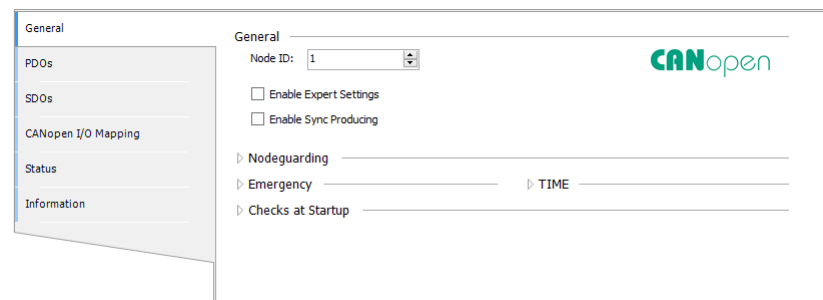 General
PDOs
SDOs
CANopen I/O Mapping
Status
Information
General
Node ID: 1
CANopen
Enable Expert Settings
Enable Sync Producing
Nodeguarding
Emergency
TIME
Checks at Startup